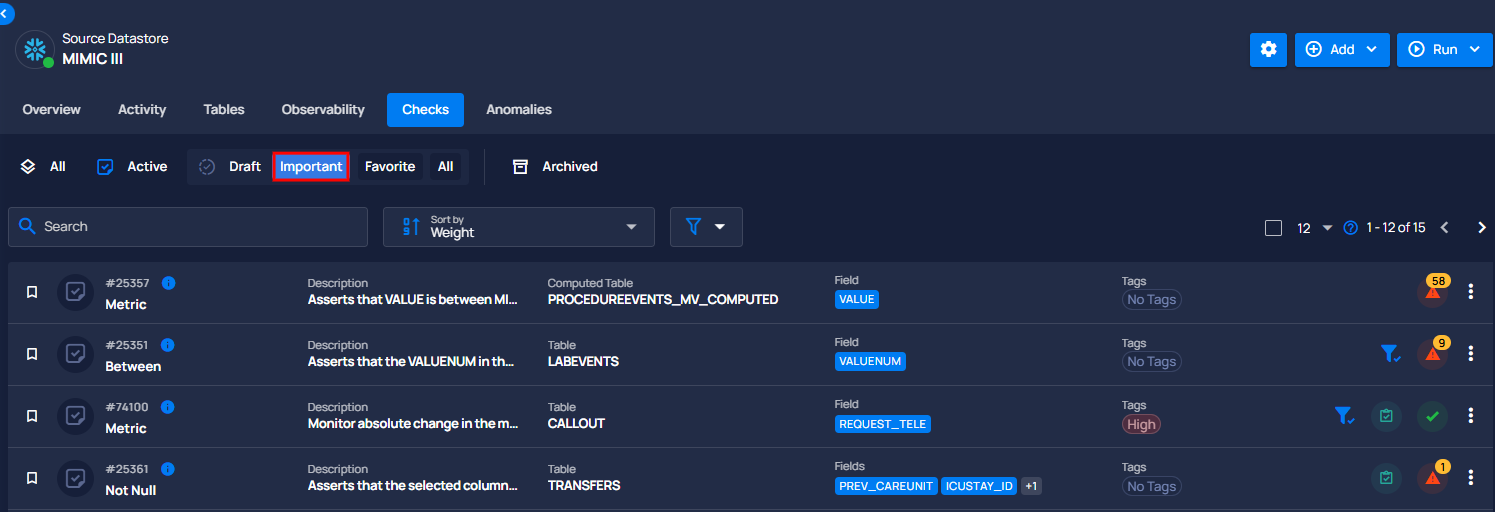 Source Datastore
MIMIC III
Add
Run
Overview Activity Tables Observability Checks Anomalies
All Active Draft Important Favorite All Archived
Search
Sort by
Weight
12 1 - 12 of 15
#25357 Description Computed Table Field Tags 58
Metric Asserts that VALUE is between MI... PROCEDUREEVENTS_MV_COMPUTED VALUE No Tags
#25351 Description Table Field Tags 9
Between Asserts that the VALUENUM in th... LABEVENTS VALUENUM No Tags
#74100 Description Table Field Tags
Metric Monitor absolute change in the m... CALLOUT REQUEST_TELE High
#25361 Description Table Fields Tags 1
Not Null Asserts that the selected column... TRANSFERS PREV_CAREUNIT ICUSTAY_ID +1 No Tags